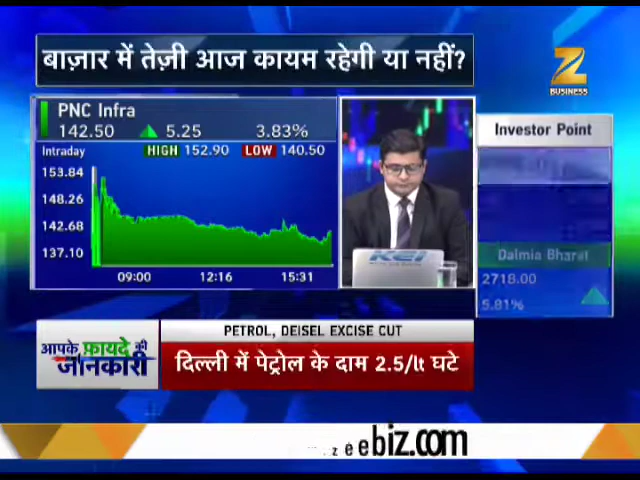 बाज़ार में तेज़ी आज कायम रहेगी या नहीं?
Z
BUSINESS
PNC Infra
142.50 5.25 3.83%
Intraday HIGH 152.90 LOW 140.50
153.84
148.26
142.68
137.10
09:00 12:16 15:31
KEI
Investor Point
Dalmia Bharat
2718.00
5.81%
आपके फ़ायदे की
जानकारी
PETROL, DEISEL EXCISE CUT
दिल्ली में पेट्रोल के दाम 2.5/lt घटे
zeebiz.com